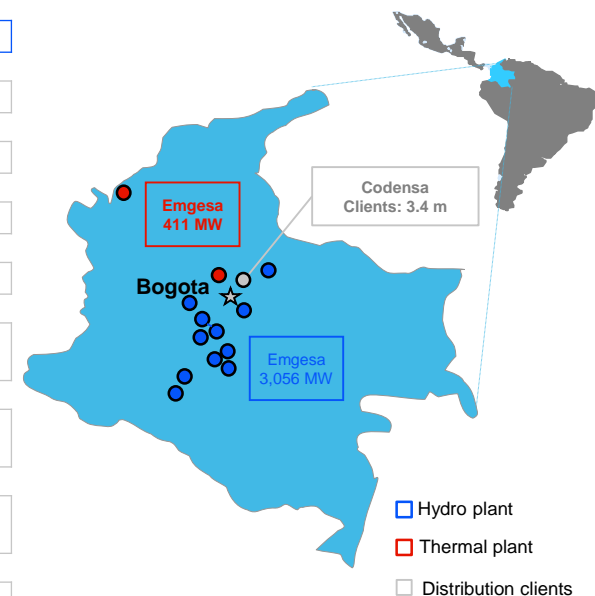 Codensa
Clients: 3.4 m
Emgesa
411 MW
Bogota
Emgesa
3,056 MW
Hydro plant
Thermal plant
Distribution clients